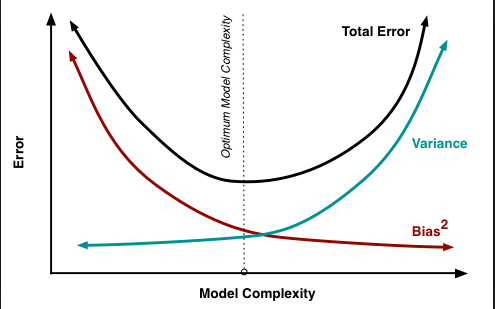 Total Error
Optimum Model Complexity
Error
Variance
Bias²
Model Complexity